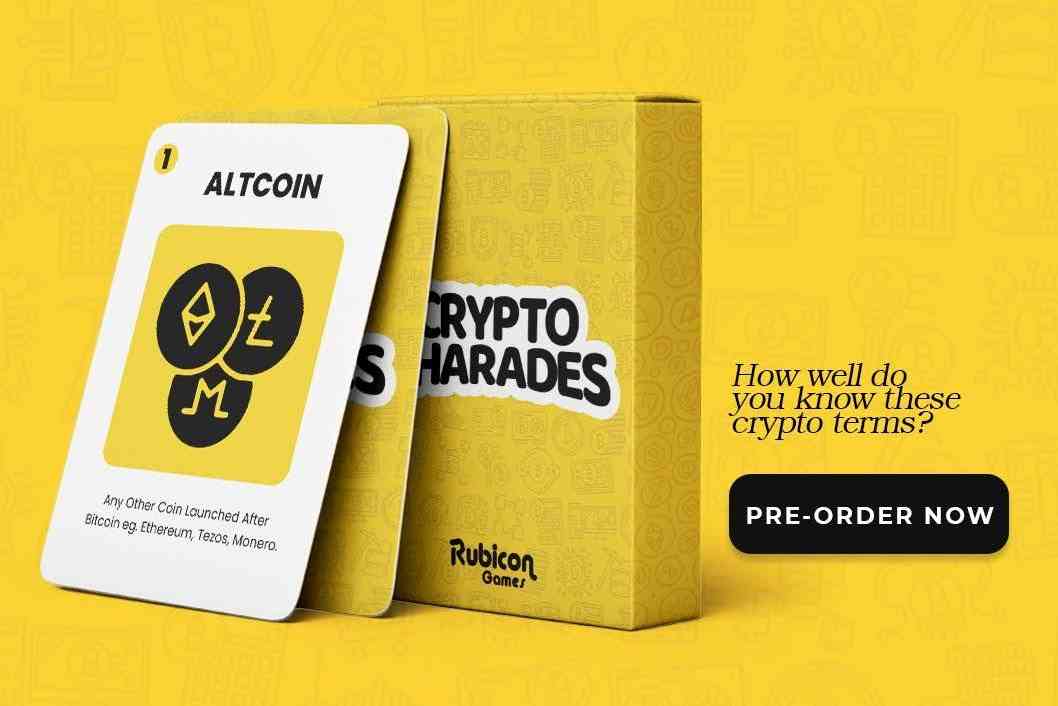 1
ALTCOIN
Any Other Coin Launched After
Bitcoin eg. Ethereum, Tezos, Monero.
S
CRYPTO
HARADES
Rubicon
Games
How well do
you know these
crypto terms?
PRE-ORDER NOW